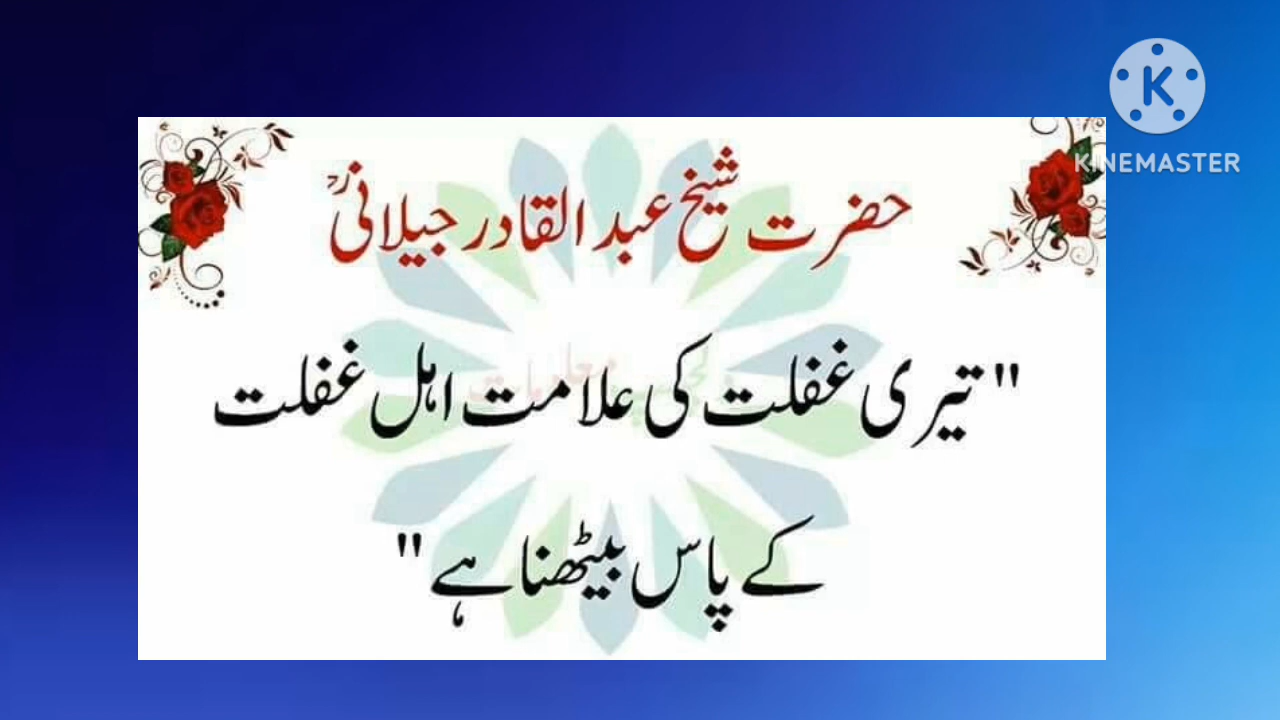 KINEMASTER
حضرت شیخ عبد القادر جیلانیؒ
"تیری غفلت کی علامت اہل غفلت
کے پاس بیٹھنا ہے"